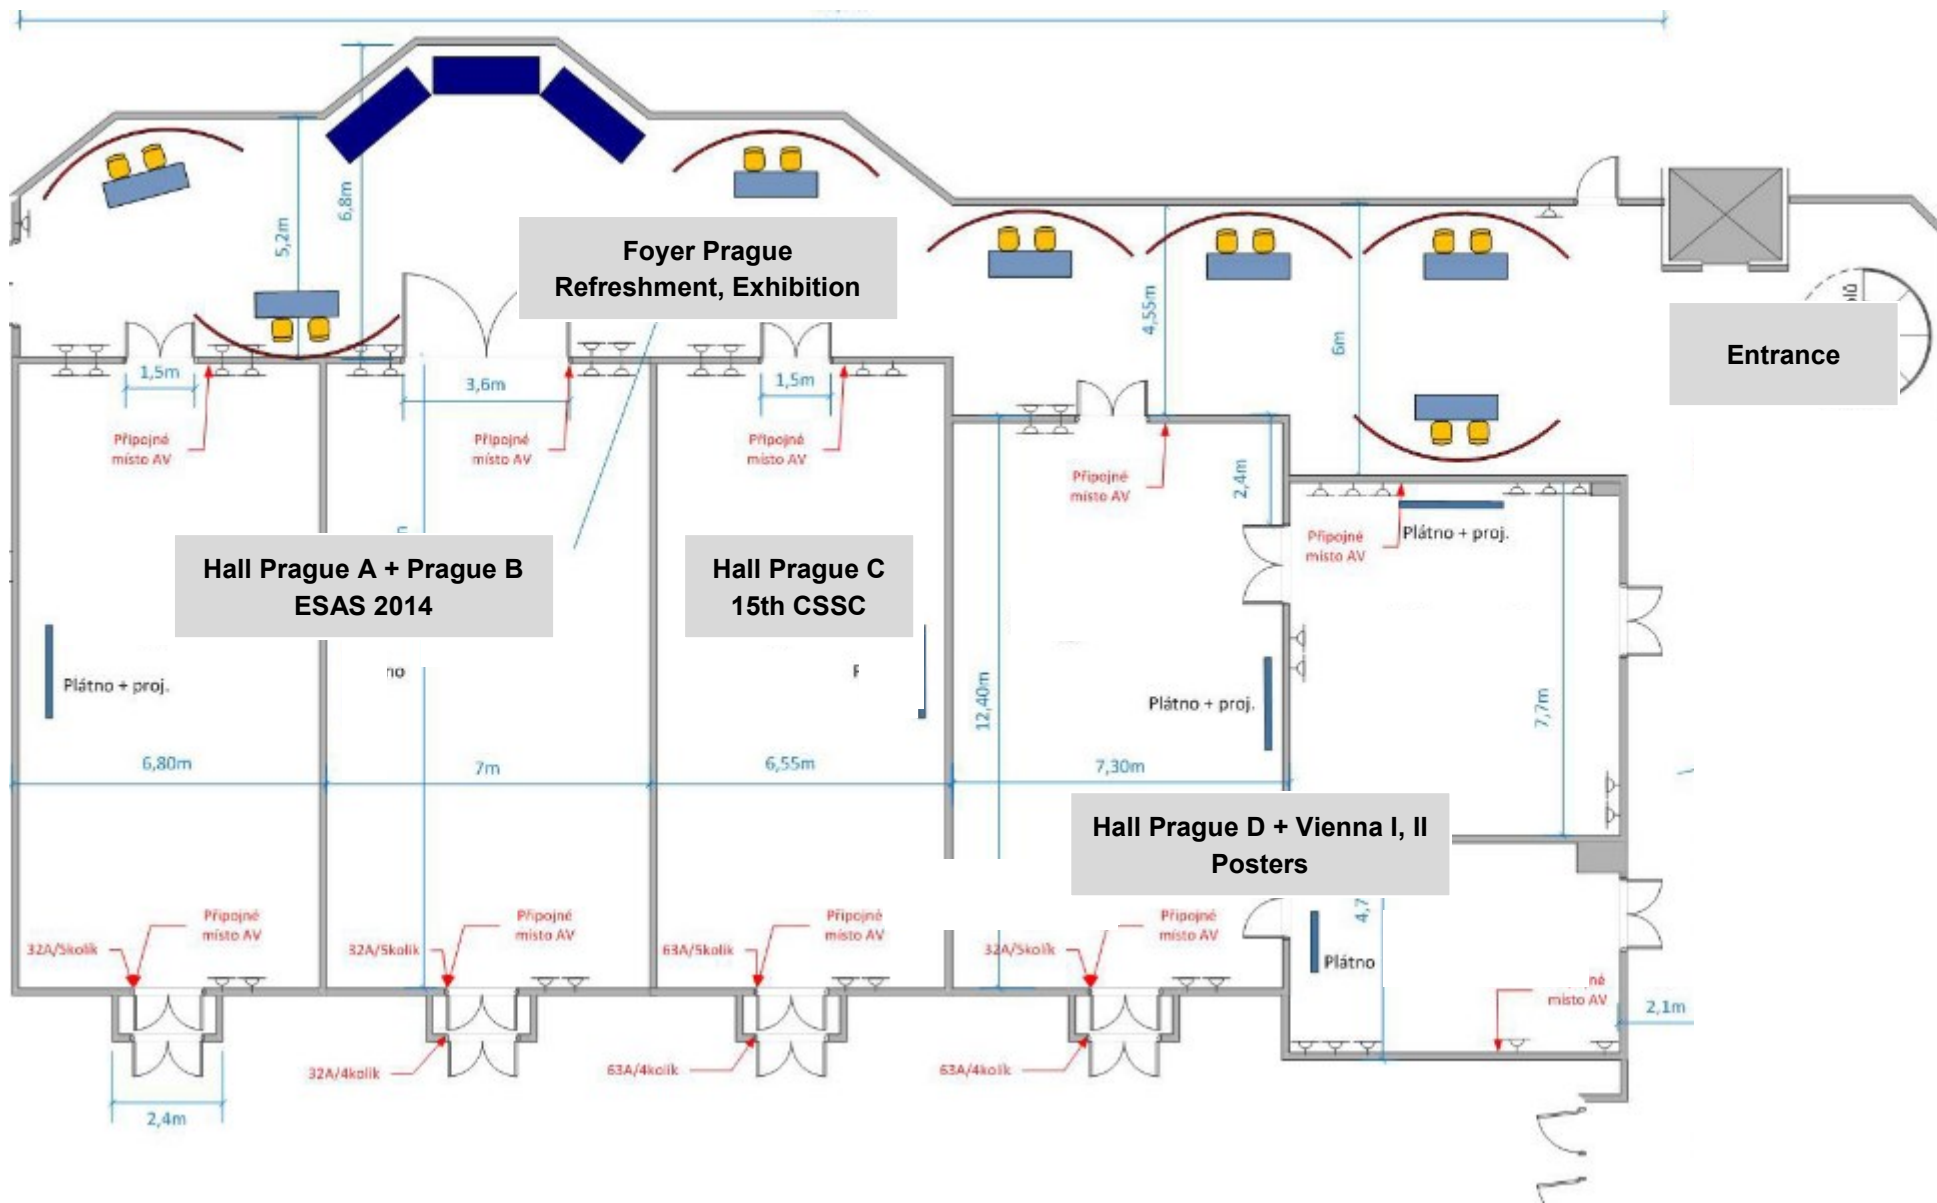 6,8m
5,2m
Foyer Prague
Refreshment, Exhibition
4,55m
6m
Entrance
1,5m
3,6m
1,5m
Připojné
místo AV
Připojné
místo AV
Připojné
místo AV
Připojné
místo AV
2,4m
Připojné
místo AV
Plátno + proj.
Hall Prague A + Prague B
ESAS 2014
Hall Prague C
15th CSSC
Plátno + proj.
no
12,40m
Plátno + proj.
7,7m
6,80m
7m
6,55m
7,30m
Hall Prague D + Vienna I, II
Posters
32A/5kolík
Připojné
místo AV
32A/5kolík
Připojné
místo AV
63A/5kolík
Připojné
místo AV
32A/5kolík
Připojné
místo AV
4,7
Plátno
né
místo AV
2,1m
32A/4kolík
63A/4kolík
63A/4kolík
2,4m